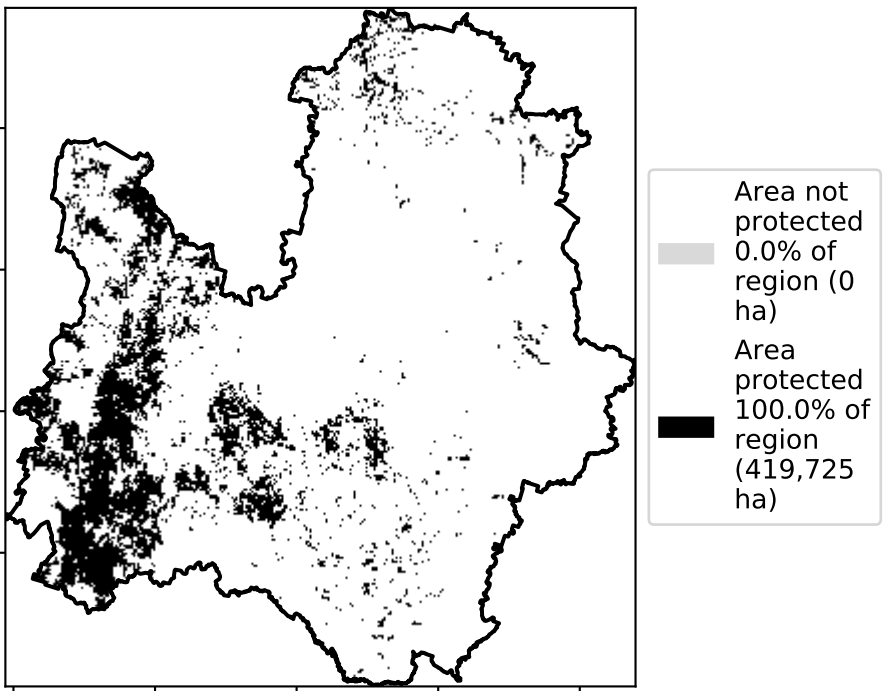 Area not
protected
0.0% of
region (0
ha)
Area
protected
100.0% of
region
(419,725
ha)